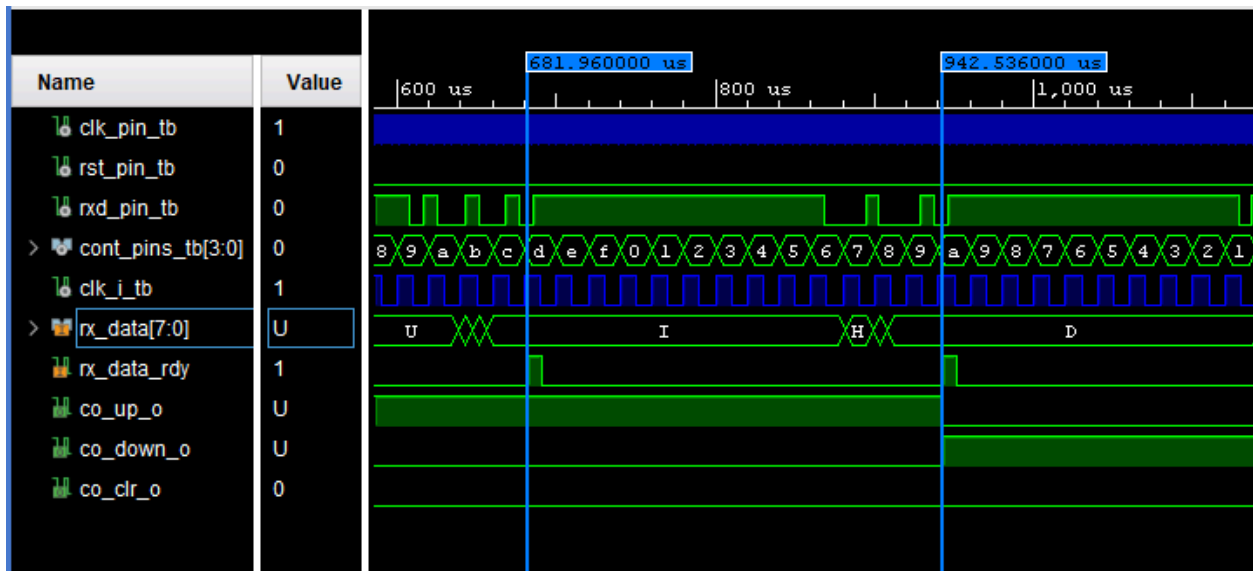 681.960000 us 942.536000 us
Name Value 600 us 800 us 1,000 us
clk_pin_tb 1
rst_pin_tb 0
rxd_pin_tb 0
> cont_pins_tb[3:0] 0 8 9 a b c d e f 0 1 2 3 4 5 6 7 8 9 a 9 8 7 6 5 4 3 2 1
clk_i_tb 1
> rx_data[7:0] U U I H D
rx_data_rdy 1
co_up_o U
co_down_o U
co_clr_o 0